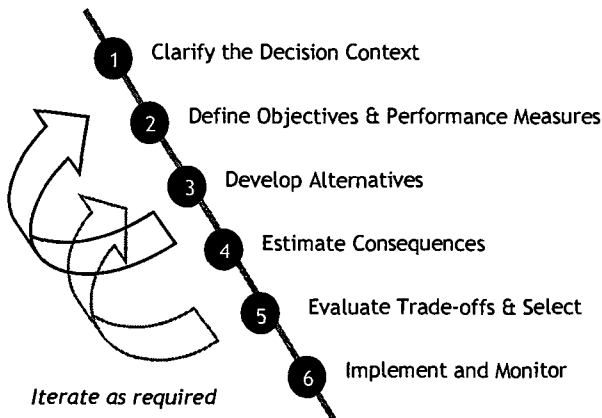 1 Clarify the Decision Context
2 Define Objectives & Performance Measures
3 Develop Alternatives
4 Estimate Consequences
5 Evaluate Trade-offs & Select
6 Implement and Monitor
Iterate as required